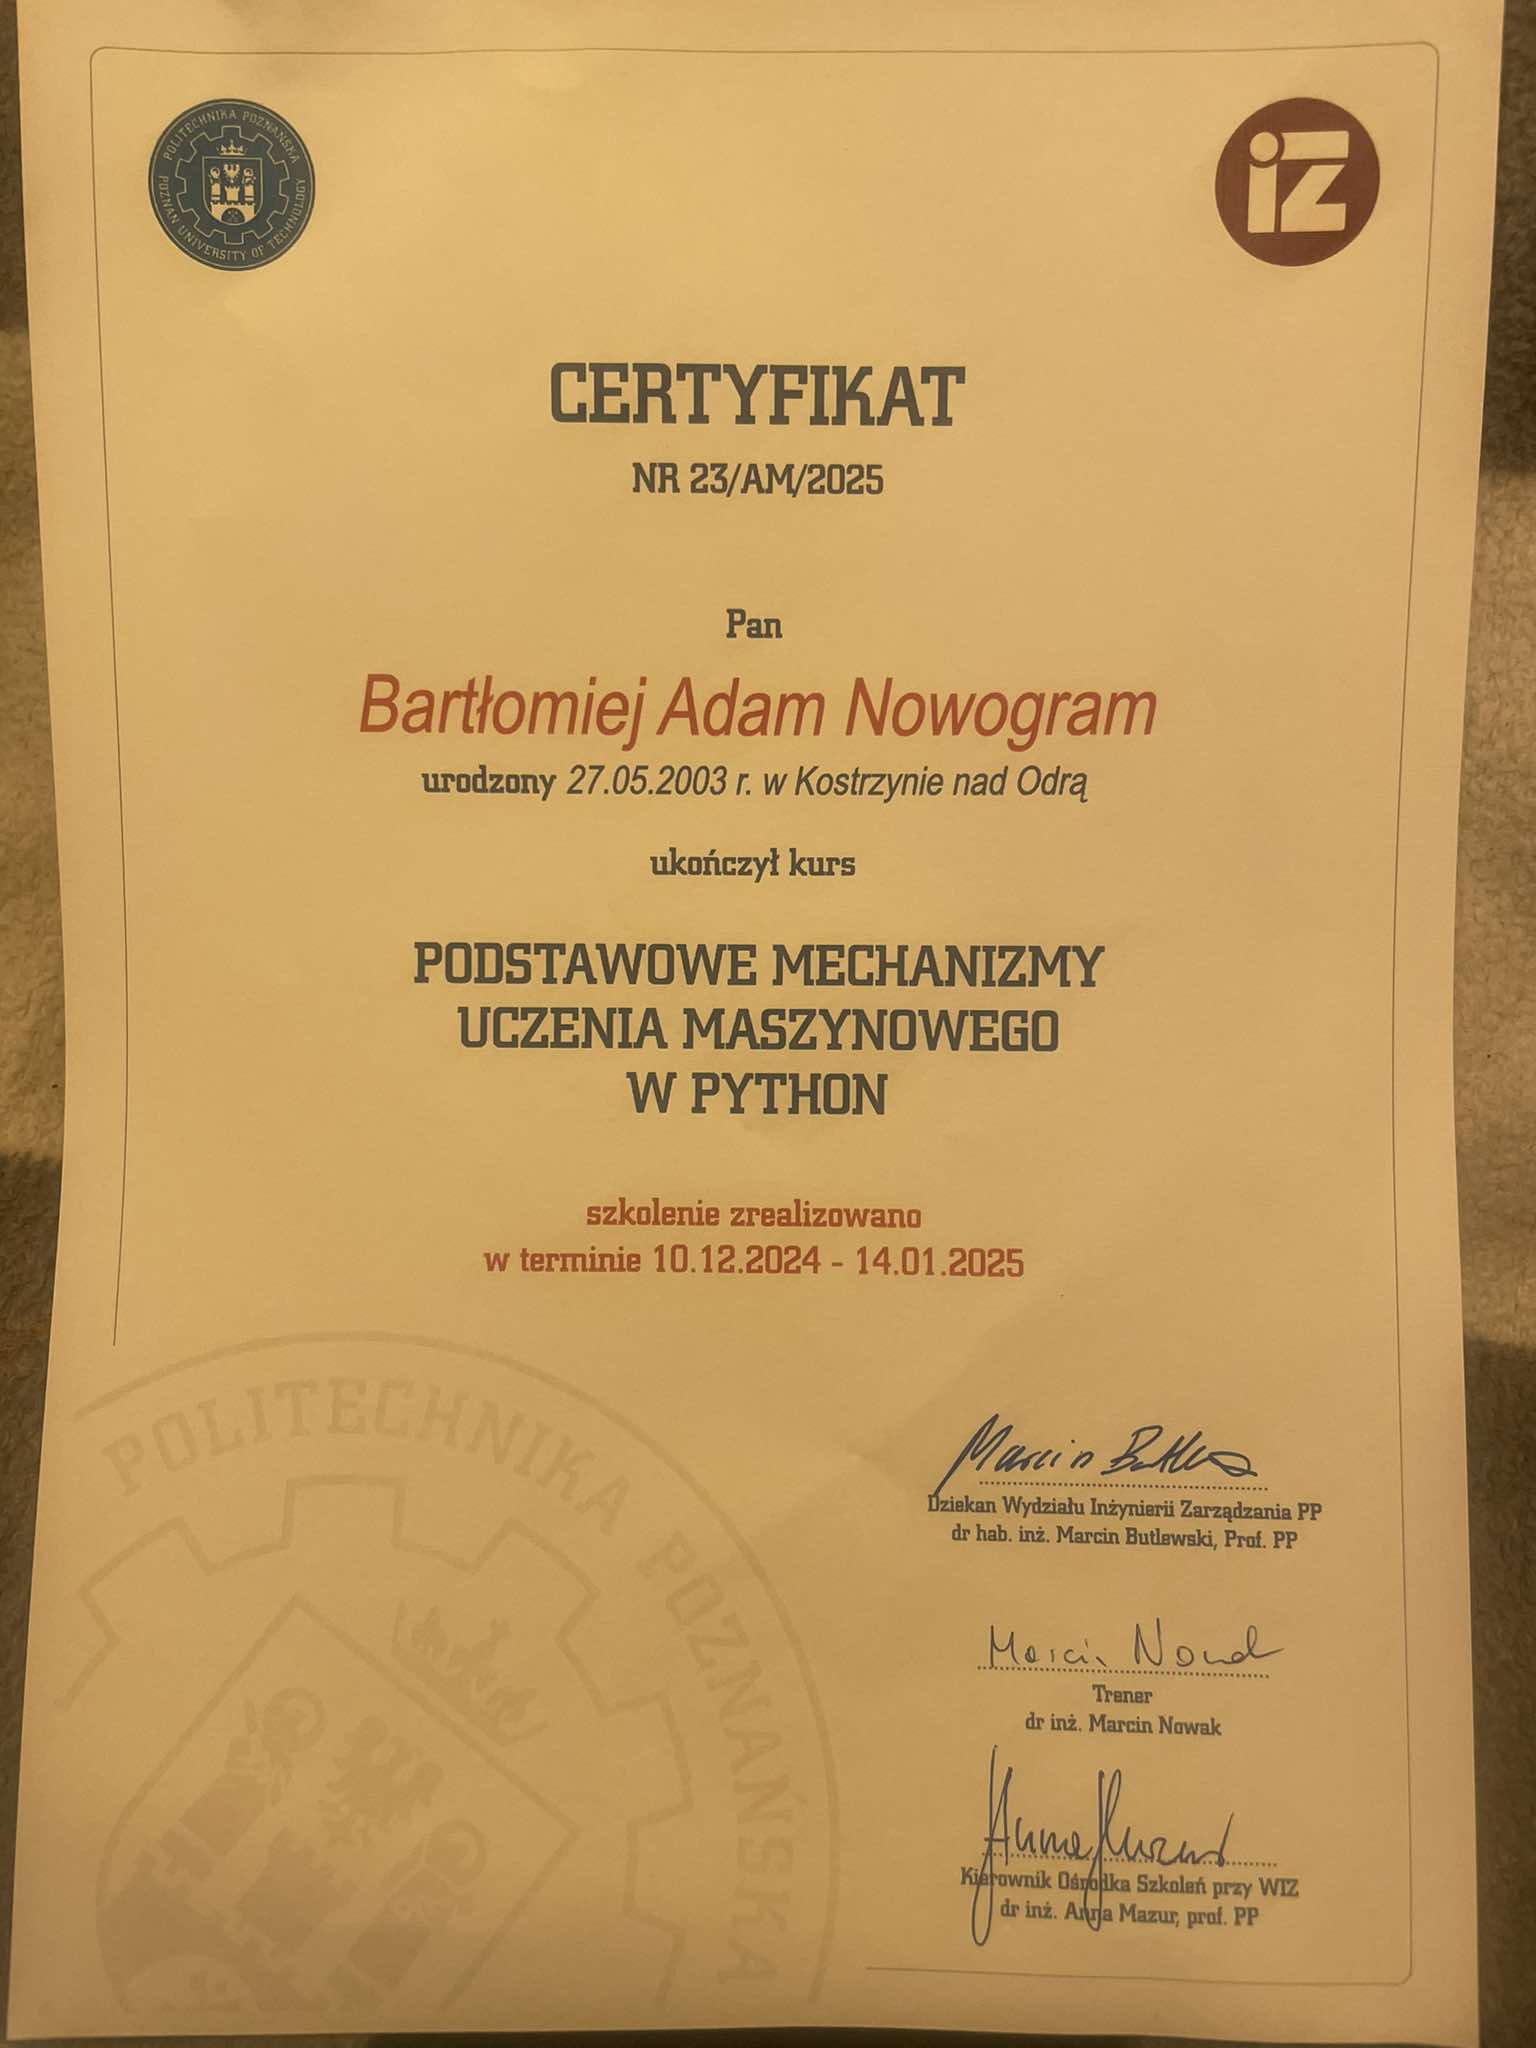 POLITECHNIKA POZNAŃSKA
POZNAN UNIVERSITY OF TECHNOLOGY
iz
CERTYFIKAT
NR 23/AM/2025
Pan
Bartłomiej Adam Nowogram
urodzony 27.05.2003 r. w Kostrzynie nad Odrą
ukończył kurs
PODSTAWOWE MECHANIZMY
UCZENIA MASZYNOWEGO
W PYTHON
szkolenie zrealizowano
w terminie 10.12.2024 - 14.01.2025
POLITECHNIKA POZNAŃSKA
Marcin
Dziekan Wydziału Inżynierii Zarządzania PP
dr hab. inż. Marcin Butlewski, Prof. PP
Marcin Nowak
Trener
dr inż. Marcin Nowak
Anna Mazur
Kierownik Ośrodka Szkoleń przy WIZ
dr inż. Anna Mazur, prof. PP